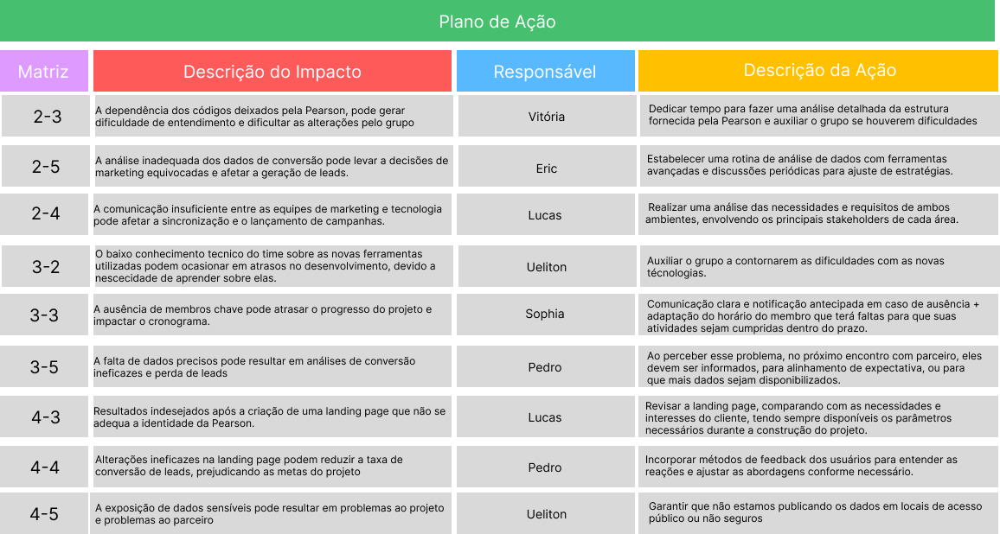 Plano de Ação
Matriz
Descrição do Impacto
Responsável
Descrição da Ação
2-3
A dependência dos códigos deixados pela Pearson, pode gerar
dificuldade de entendimento e dificultar as alterações pelo grupo
Vitória
Dedicar tempo para fazer uma análise detalhada da estrutura
fornecida pela Pearson e auxiliar o grupo se houverem dificuldades
2-5
A análise inadequada dos dados de conversão pode levar a decisões de
marketing equivocadas e afetar a geração de leads.
Eric
Estabelecer uma rotina de análise de dados com ferramentas
avançadas e discussões periódicas para ajuste de estratégias.
2-4
A comunicação insuficiente entre as equipes de marketing e tecnologia
pode afetar a sincronização e o lançamento de campanhas.
Lucas
Realizar uma análise das necessidades e requisitos de ambos
ambientes, envolvendo os principais stakeholders de cada área.
3-2
O baixo conhecimento tecnico do time sobre as novas ferramentas
utilizadas podem ocasionar em atrasos no desenvolvimento, devido a
nescecidade de aprender sobre elas.
Ueliton
Auxiliar o grupo a contornarem as dificuldades com as novas
técnologias.
3-3
A ausência de membros chave pode atrasar o progresso do projeto e
impactar o cronograma.
Sophia
Comunicação clara e notificação antecipada em caso de ausência +
adaptação do horário do membro que terá faltas para que suas
atividades sejam cumpridas dentro do prazo.
3-5
A falta de dados precisos pode resultar em análises de conversão
ineficazes e perda de leads
Pedro
Ao perceber esse problema, no próximo encontro com parceiro, eles
devem ser informados, para alinhamento de expectativa, ou para
que mais dados sejam disponibilizados.
4-3
Resultados indesejados após a criação de uma landing page que não se
adequa a identidade da Pearson.
Lucas
Revisar a landing page, comparando com as necessidades e
interesses do cliente, tendo sempre disponíveis os parâmetros
necessários durante a construção do projeto.
4-4
Alterações ineficazes na landing page podem reduzir a taxa de
conversão de leads, prejudicando as metas do projeto
Pedro
Incorporar métodos de feedback dos usuários para entender as
reações e ajustar as abordagens conforme necessário.
4-5
A exposição de dados sensíveis pode resultar em problemas ao projeto
e problemas ao parceiro
Ueliton
Garantir que não estamos publicando os dados em locais de acesso
público ou não seguros